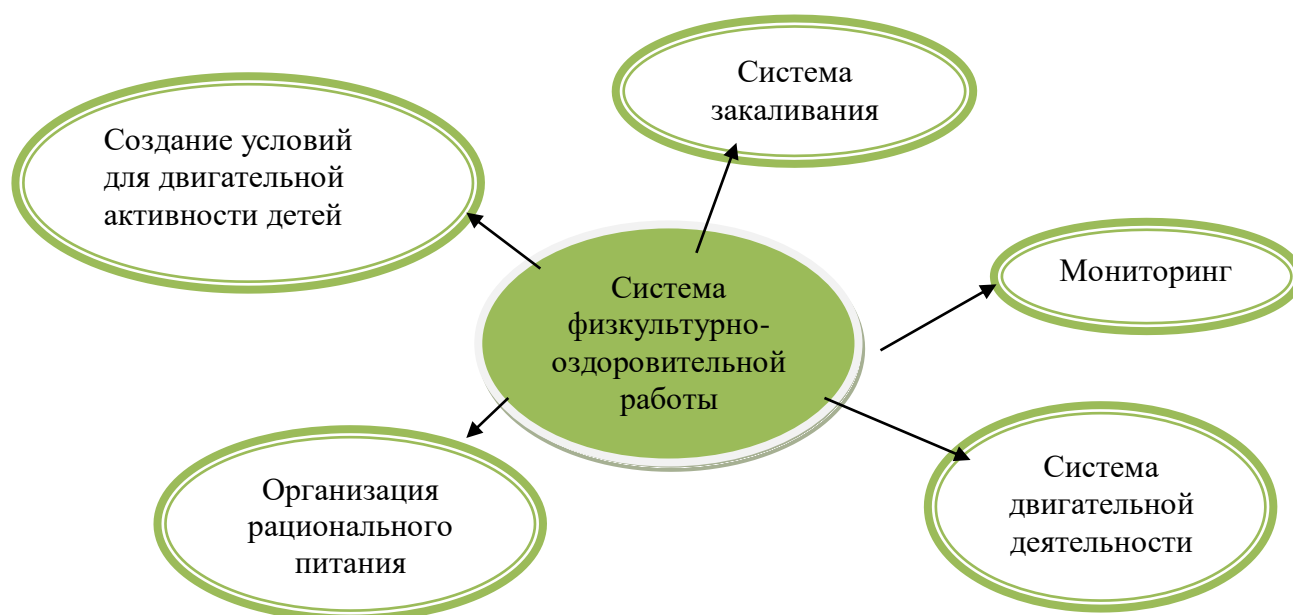 Система
закаливания
Создание условий
для двигательной
активности детей
Мониторинг
Система
физкультурно-
оздоровительной
работы
Организация
рационального
питания
Система
двигательной
деятельности